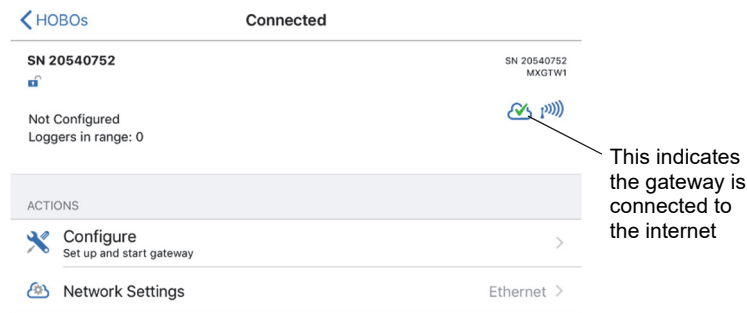 HOBOs
Connected
SN 20540752
SN 20540752
MXGTW1
Not Configured
Loggers in range: 0
This indicates
the gateway is
connected to
the internet
ACTIONS
Configure
Set up and start gateway
Network Settings
Ethernet